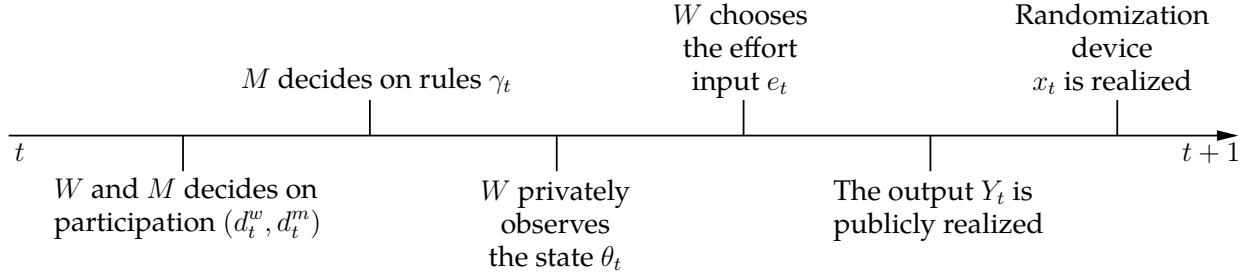 W chooses
the effort
input e_t
Randomization
device
x_t is realized
M decides on rules γ_t
t
t + 1
W and M decides on
participation (d_t^w, d_t^m)
W privately
observes
the state θ_t
The output Y_t is
publicly realized